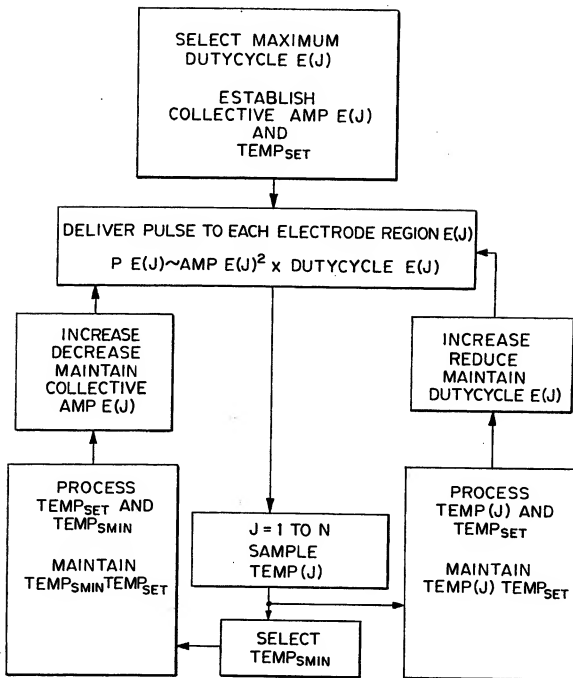 SELECT MAXIMUM
DUTYCYCLE E(J)
ESTABLISH
COLLECTIVE AMP E(J)
AND
TEMPSET
DELIVER PULSE TO EACH ELECTRODE REGION E(J)
P E(J)~AMP E(J)² x DUTYCYCLE E(J)
INCREASE
DECREASE
MAINTAIN
COLLECTIVE
AMP E(J)
INCREASE
REDUCE
MAINTAIN
DUTYCYCLE E(J)
PROCESS
TEMPSET AND
TEMPSMIN
MAINTAIN
TEMPSMIN TEMPSET
J = 1 TO N
SAMPLE
TEMP(J)
PROCESS
TEMP(J) AND
TEMPSET
MAINTAIN
TEMP(J) TEMPSET
SELECT
TEMPSMIN